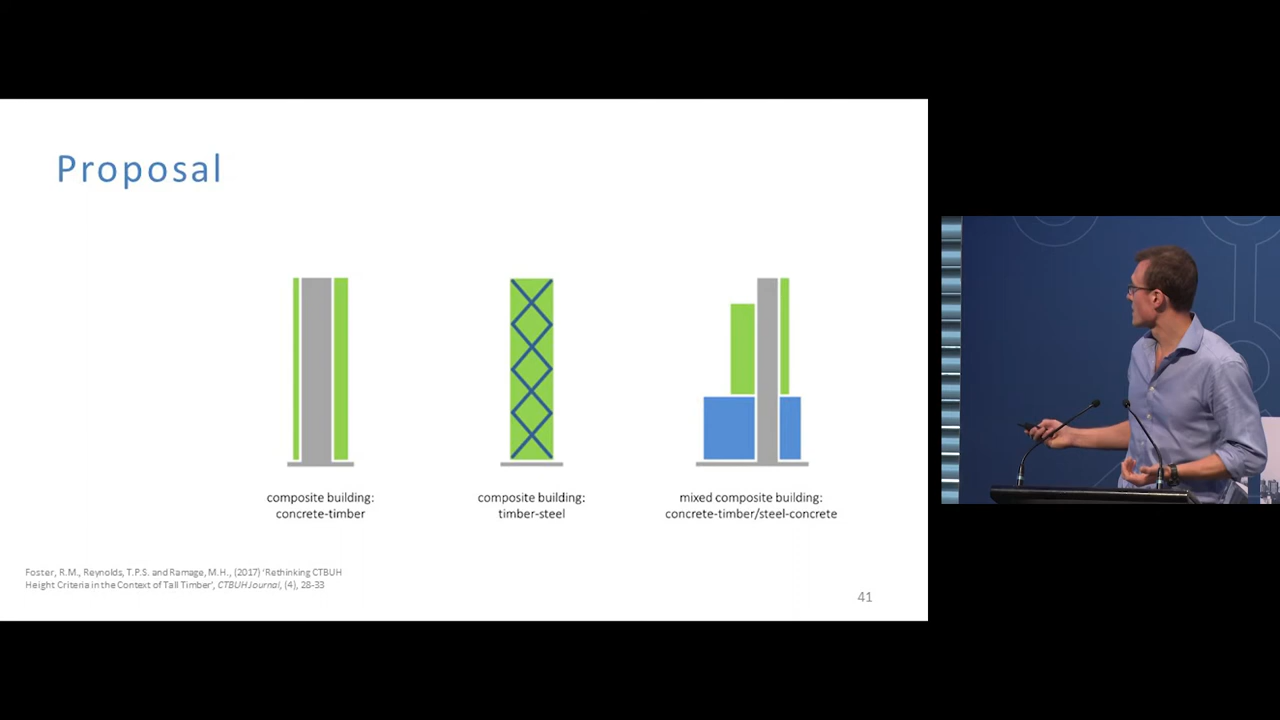 Proposal
composite building:
concrete-timber
composite building:
timber-steel
mixed composite building:
concrete-timber/steel-concrete
Foster, R.M., Reynolds, T.P.S. and Ramage, M.H., (2017) ‘Rethinking CTBUH
Height Criteria in the Context of Tall Timber’, CTBUH Journal, (4), 28-33
41